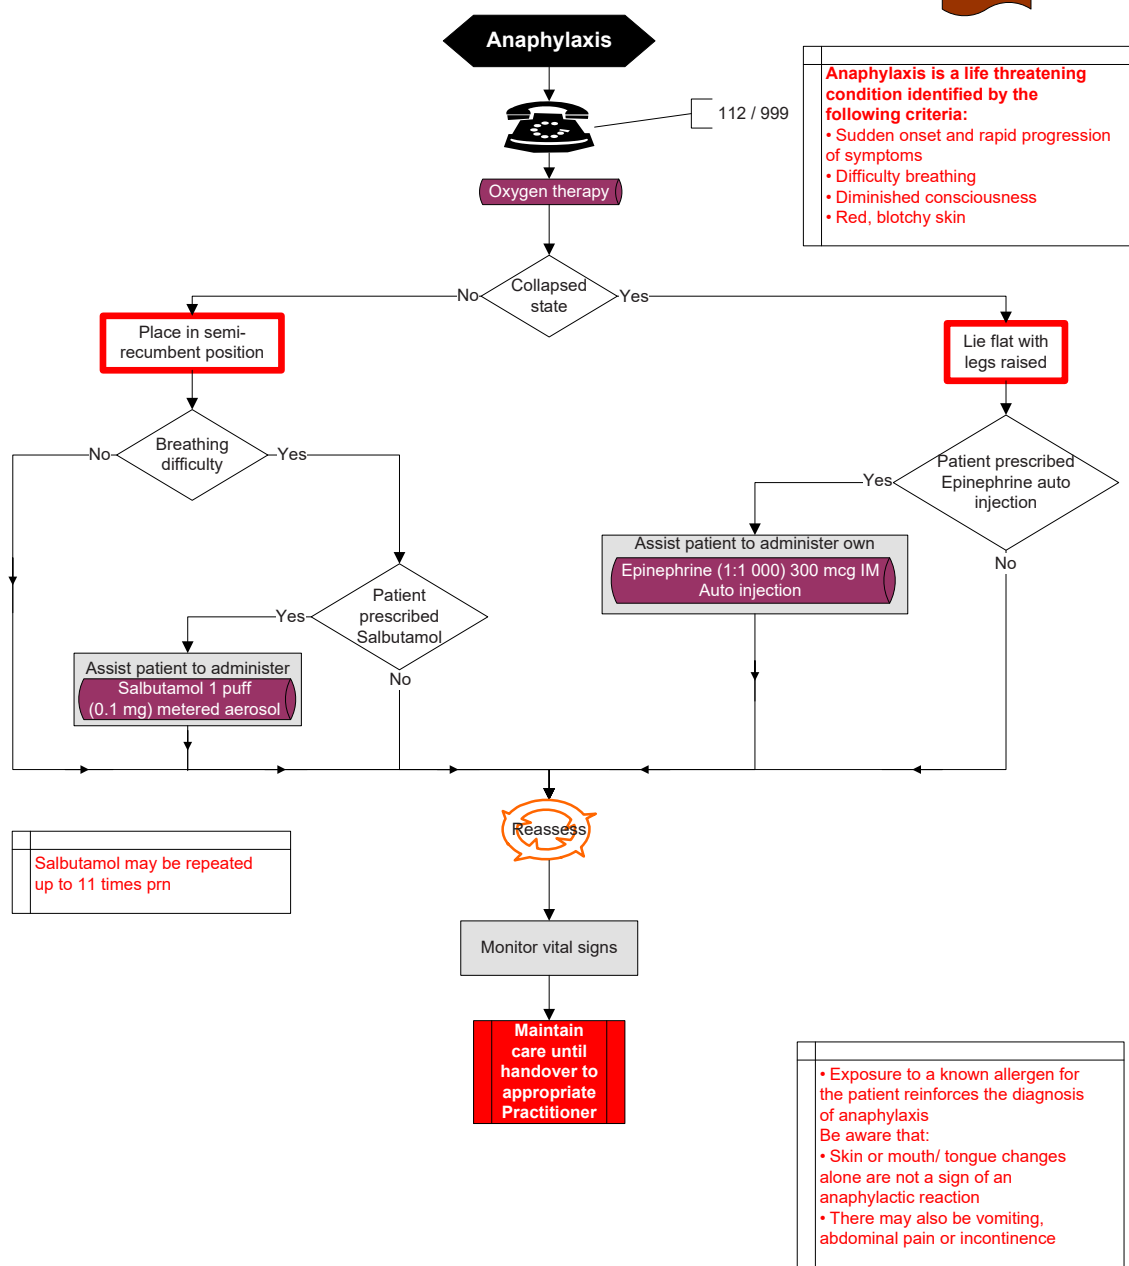 Anaphylaxis
112 / 999
Anaphylaxis is a life threatening
condition identified by the
following criteria:
• Sudden onset and rapid progression
of symptoms
• Difficulty breathing
• Diminished consciousness
• Red, blotchy skin
Oxygen therapy
Collapsed
state
No
Yes
Place in semi-
recumbent position
Lie flat with
legs raised
Breathing
difficulty
No
Yes
Patient prescribed
Epinephrine auto
injection
Yes
No
Assist patient to administer own
Epinephrine (1:1 000) 300 mcg IM
Auto injection
Patient
prescribed
Salbutamol
Yes
No
Assist patient to administer
Salbutamol 1 puff
(0.1 mg) metered aerosol
Reassess
Salbutamol may be repeated
up to 11 times prn
Monitor vital signs
Maintain
care until
handover to
appropriate
Practitioner
• Exposure to a known allergen for
the patient reinforces the diagnosis
of anaphylaxis
Be aware that:
• Skin or mouth/ tongue changes
alone are not a sign of an
anaphylactic reaction
• There may also be vomiting,
abdominal pain or incontinence